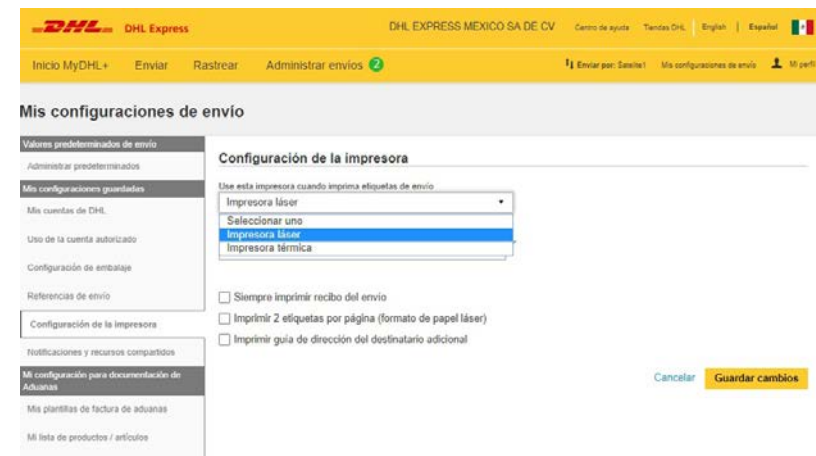 DHL DHL Express
DHL EXPRESS MEXICO SA DE CV
Centro de ayuda Tiendas DHL English | Español
Inicio MyDHL+ Enviar Rastrear Administrar envíos 2
Enviar por: Satelite1 Mis configuraciones de envío Mi perfil
Mis configuraciones de envío
Valores predeterminados de envío
Administrar predeterminados
Mis configuraciones guardadas
Mis cuentas de DHL
Uso de la cuenta autorizado
Configuración de embalaje
Referencias de envío
Configuración de la impresora
Notificaciones y recursos compartidos
Mi configuración para documentación de
Aduanas
Mis plantillas de factura de aduanas
Mi lista de productos / artículos
Configuración de la impresora
Use esta impresora cuando imprima etiquetas de envío
Impresora láser
Seleccionar uno
Impresora láser
Impresora térmica
Siempre imprimir recibo del envío
Imprimir 2 etiquetas por página (formato de papel láser)
Imprimir guía de dirección del destinatario adicional
Cancelar Guardar cambios